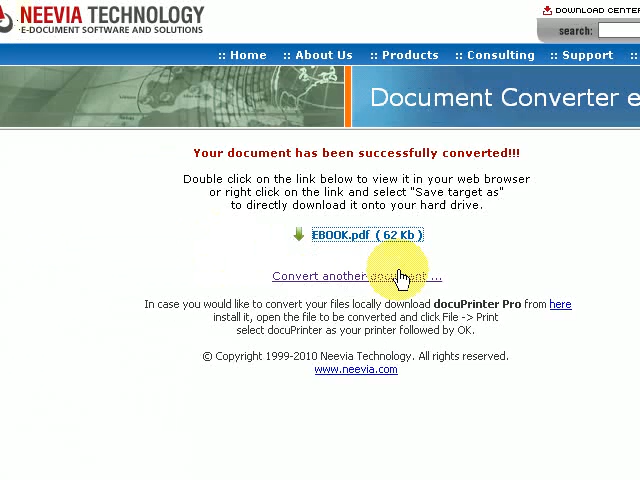 NEEVIA TECHNOLOGY
E-DOCUMENT SOFTWARE AND SOLUTIONS
DOWNLOAD CENTER
search:
:: Home :: About Us :: Products :: Consulting :: Support ::
Document Converter e
Your document has been successfully converted!!!
Double click on the link below to view it in your web browser
or right click on the link and select "Save target as"
to directly download it onto your hard drive.
EBOOK.pdf ( 62 Kb )
Convert another document ...
In case you would like to convert your files locally download docuPrinter Pro from here
install it, open the file to be converted and click File -> Print
select docuPrinter as your printer followed by OK.
© Copyright 1999-2010 Neevia Technology. All rights reserved.
www.neevia.com